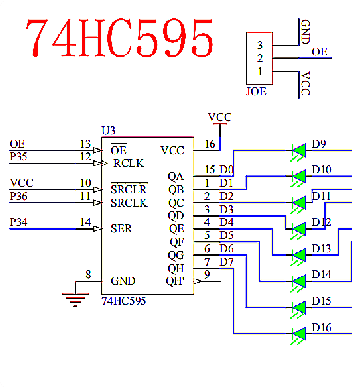 74HC595
GND
3
2
1
OE
JOE
VCC
U3
VCC
OE 13 OE VCC 16
P35 12 RCLK
QA 15 D0 D9
VCC 10 SRCLR QB 1 D1 D10
P36 11 SRCLK QC 2 D2 D11
QD 3 D3 D12
P34 14 SER QE 4 D4
QF 5 D5 D13
QG 6 D6 D14
QH 7 D7
8 GND QH' 9
D15
74HC595
D16